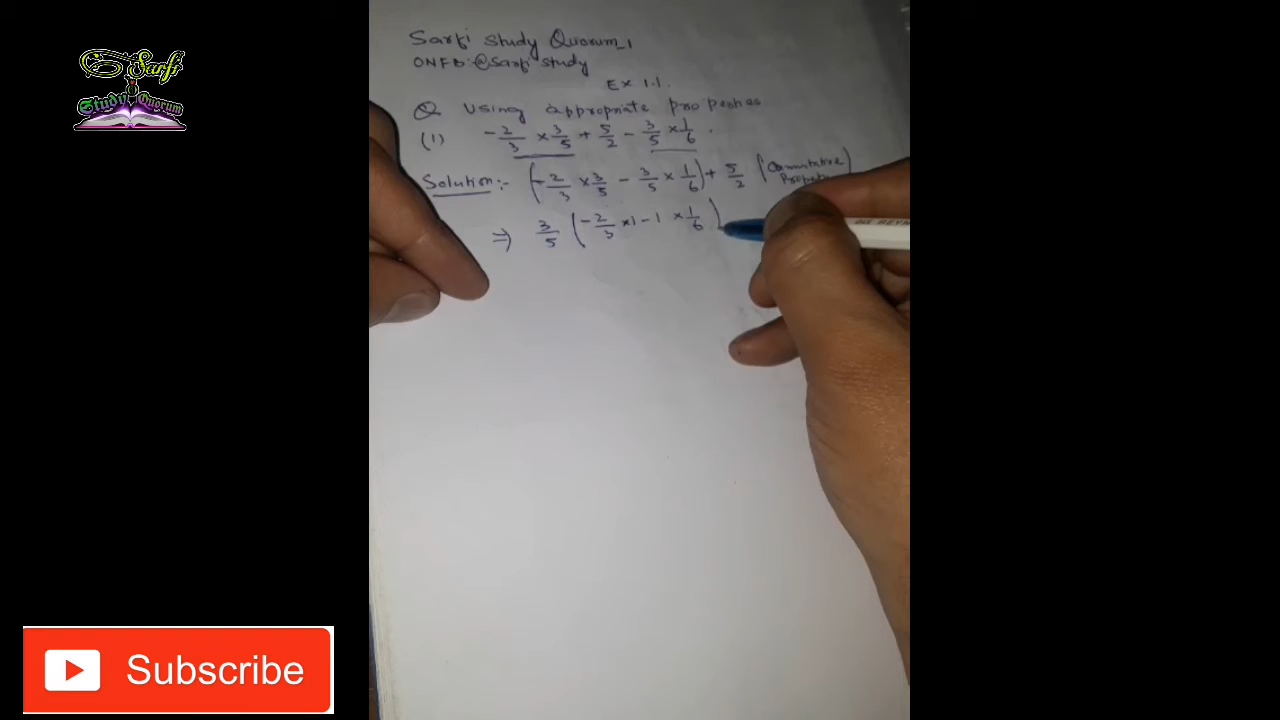 Sarfi
Study Quorum
Sarfi Study Quorum_1
ON FB: @Sarfi study
EX 1.1.
Q Using appropriate properties
(1) -2/3 × 3/5 + 5/2 - 3/5 × 1/6 .
Solution:- (-2/3 × 3/5 - 3/5 × 1/6) + 5/2 (Commutative
⇒ 3/5 (-2/3 × 1 - 1 × 1/6)
Subscribe